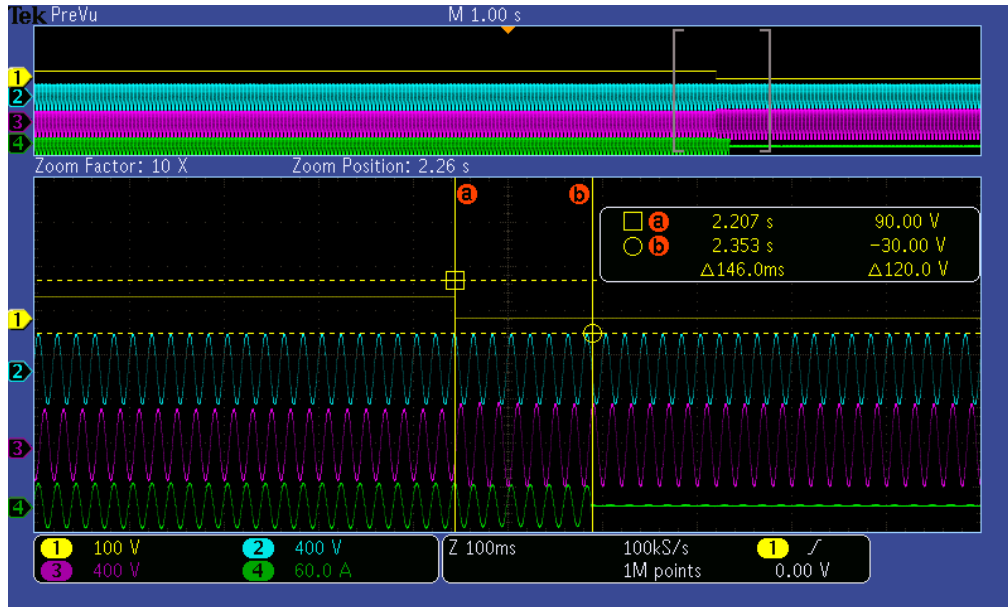 Tek PreVu M 1.00 s
1
2
3
4
Zoom Factor: 10 X Zoom Position: 2.26 s
a b
a 2.207 s 90.00 V
b 2.353 s −30.00 V
Δ146.0ms Δ120.0 V
1
2
3
4
1 100 V 2 400 V
3 400 V 4 60.0 A
Z 100ms 100kS/s 1 /
1M points 0.00 V